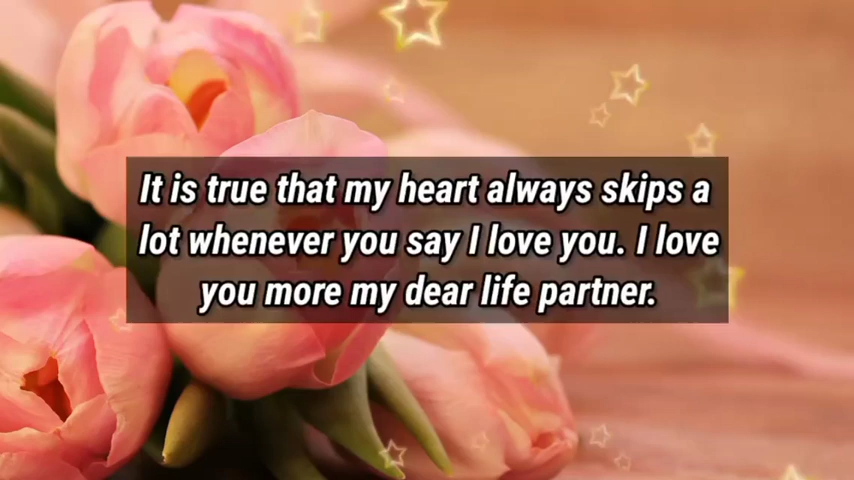 It is true that my heart always skips a
lot whenever you say I love you. I love
you more my dear life partner.